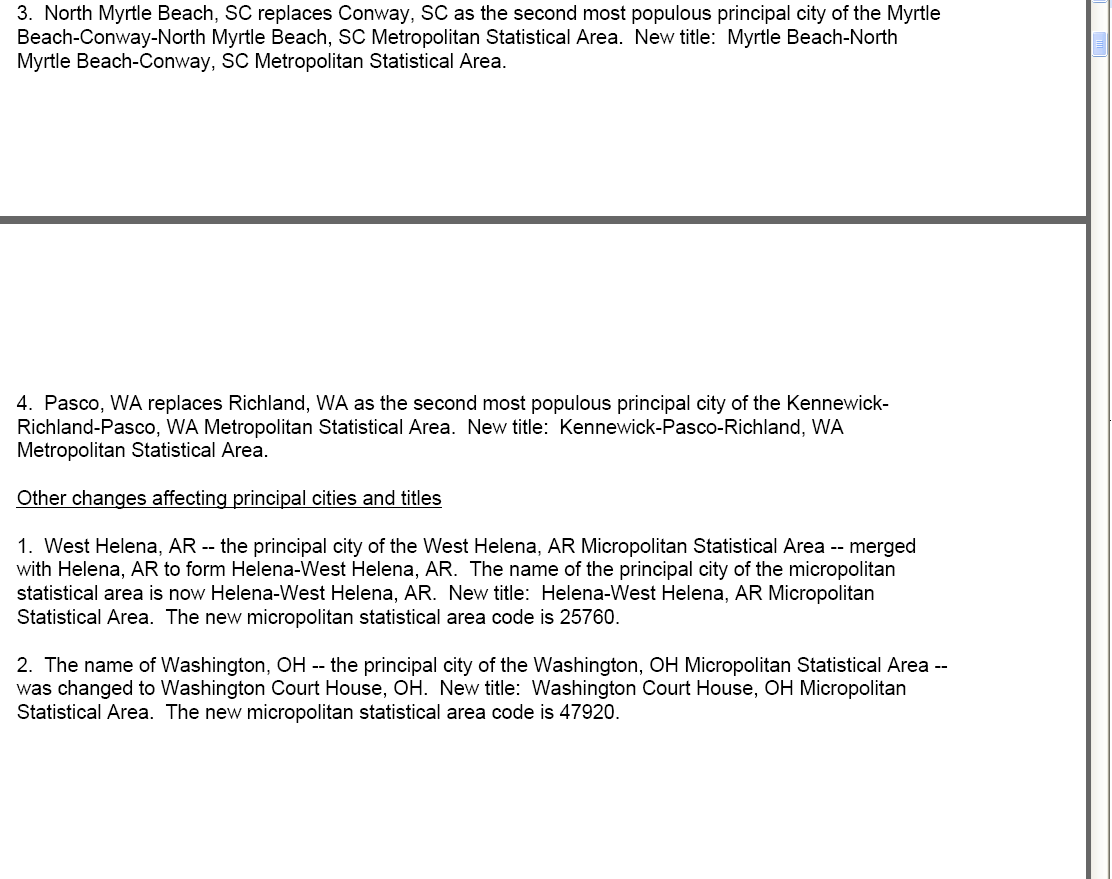 3.  North Myrtle Beach, SC replaces Conway, SC as the second most populous principal city of the Myrtle
Beach-Conway-North Myrtle Beach, SC Metropolitan Statistical Area.  New title:  Myrtle Beach-North
Myrtle Beach-Conway, SC Metropolitan Statistical Area.
4.  Pasco, WA replaces Richland, WA as the second most populous principal city of the Kennewick-
Richland-Pasco, WA Metropolitan Statistical Area.  New title:  Kennewick-Pasco-Richland, WA
Metropolitan Statistical Area.
Other changes affecting principal cities and titles
1.  West Helena, AR -- the principal city of the West Helena, AR Micropolitan Statistical Area -- merged
with Helena, AR to form Helena-West Helena, AR.  The name of the principal city of the micropolitan
statistical area is now Helena-West Helena, AR.  New title:  Helena-West Helena, AR Micropolitan
Statistical Area.  The new micropolitan statistical area code is 25760.
2.  The name of Washington, OH -- the principal city of the Washington, OH Micropolitan Statistical Area --
was changed to Washington Court House, OH.  New title:  Washington Court House, OH Micropolitan
Statistical Area.  The new micropolitan statistical area code is 47920.